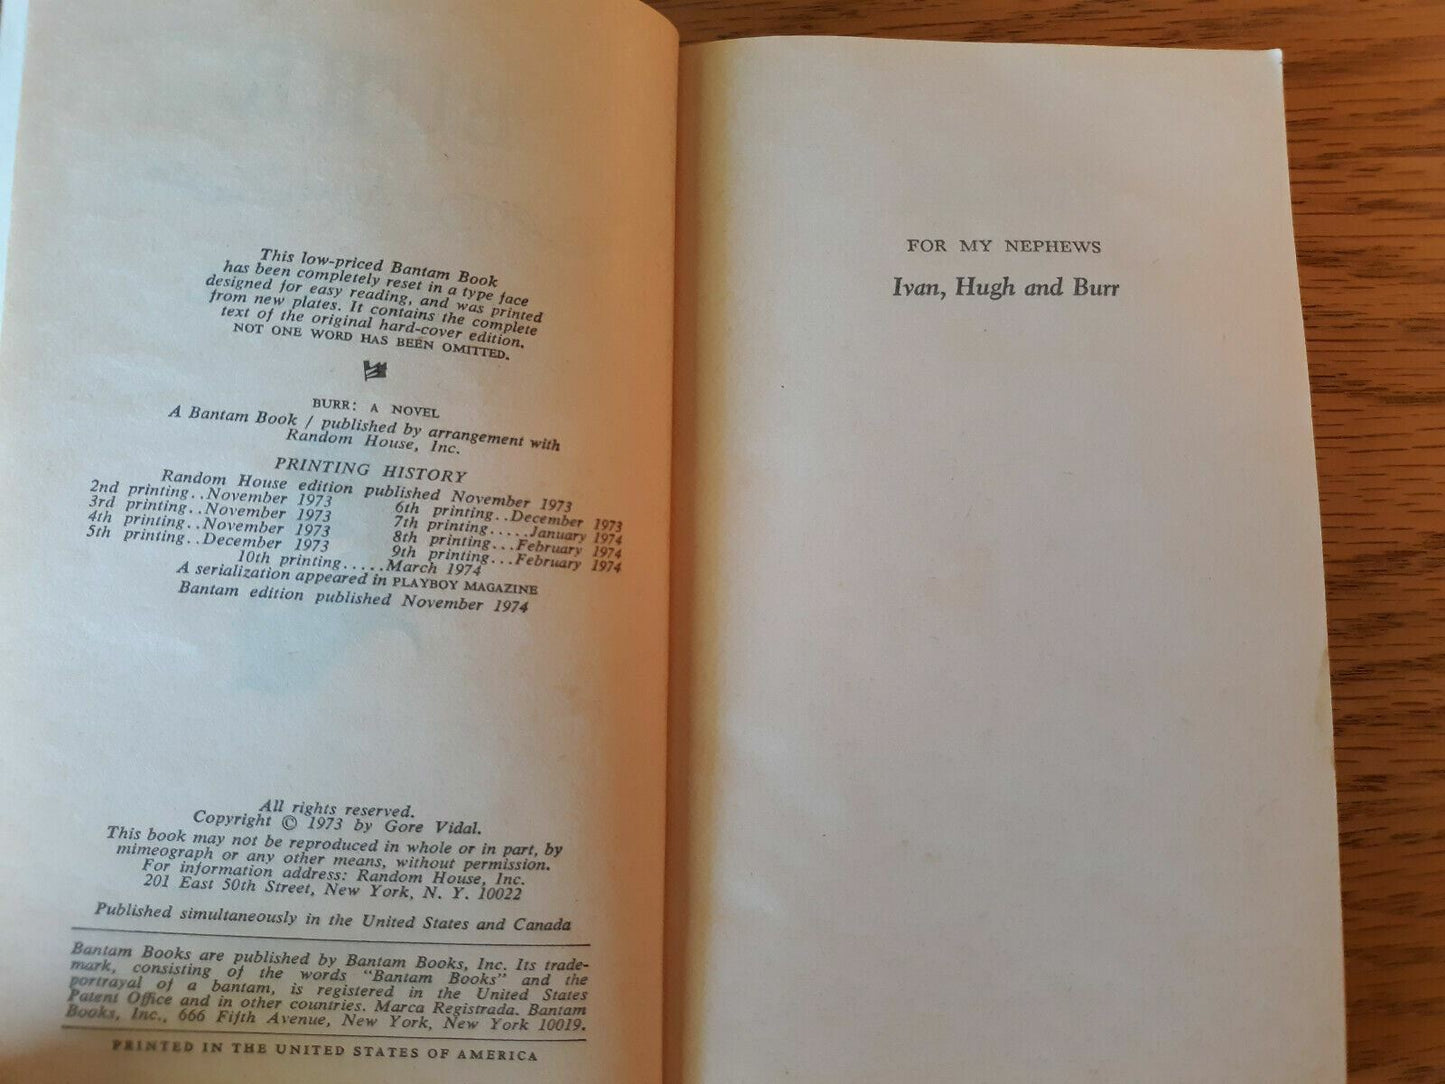 This low-priced Bantam Book
has been completely reset in a type face
designed for easy reading, and was printed
from new plates. It contains the complete
text of the original hard-cover edition.
NOT ONE WORD HAS BEEN OMITTED.
BURR: A NOVEL
A Bantam Book / published by arrangement with
Random House, Inc.
PRINTING HISTORY
Random House edition published November 1973
2nd printing..November 1973
3rd printing..November 1973
4th printing..November 1973
5th printing..December 1973
6th printing..December 1973
7th printing.....January 1974
8th printing...February 1974
9th printing...February 1974
10th printing.....March 1974
A serialization appeared in PLAYBOY MAGAZINE
Bantam edition published November 1974
All rights reserved.
Copyright © 1973 by Gore Vidal.
This book may not be reproduced in whole or in part, by
mimeograph or any other means, without permission.
For information address: Random House, Inc.
201 East 50th Street, New York, N. Y. 10022
Published simultaneously in the United States and Canada
Bantam Books are published by Bantam Books, Inc. Its trade-
mark, consisting of the words "Bantam Books" and the
portrayal of a bantam, is registered in the United States
Patent Office and in other countries. Marca Registrada. Bantam
Books, Inc., 666 Fifth Avenue, New York, New York 10019.
PRINTED IN THE UNITED STATES OF AMERICA
FOR MY NEPHEWS
Ivan, Hugh and Burr